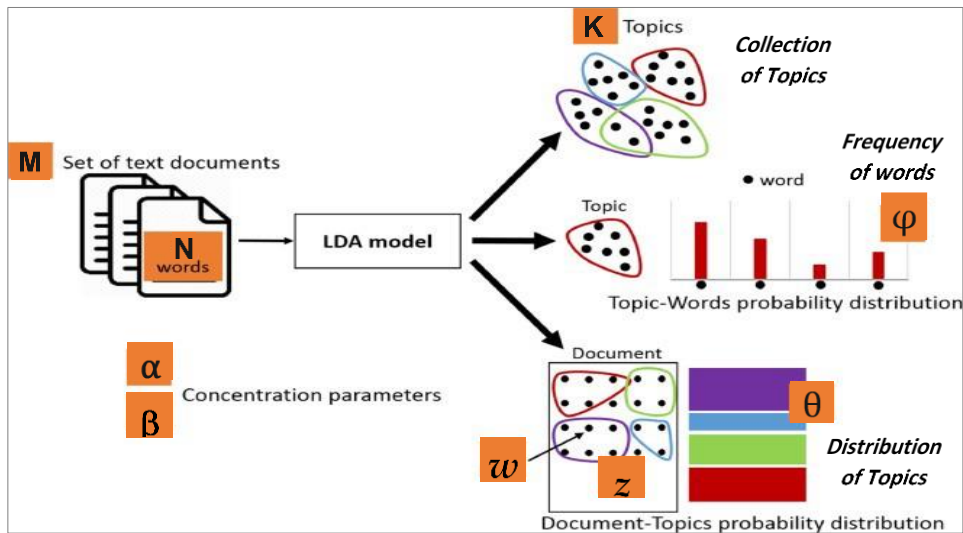 K Topics
Collection
of Topics
M Set of text documents
N
words
LDA model
Frequency
of words
word
Topic
φ
Topic-Words probability distribution
α
β
Concentration parameters
Document
θ
w
z
Distribution
of Topics
Document-Topics probability distribution